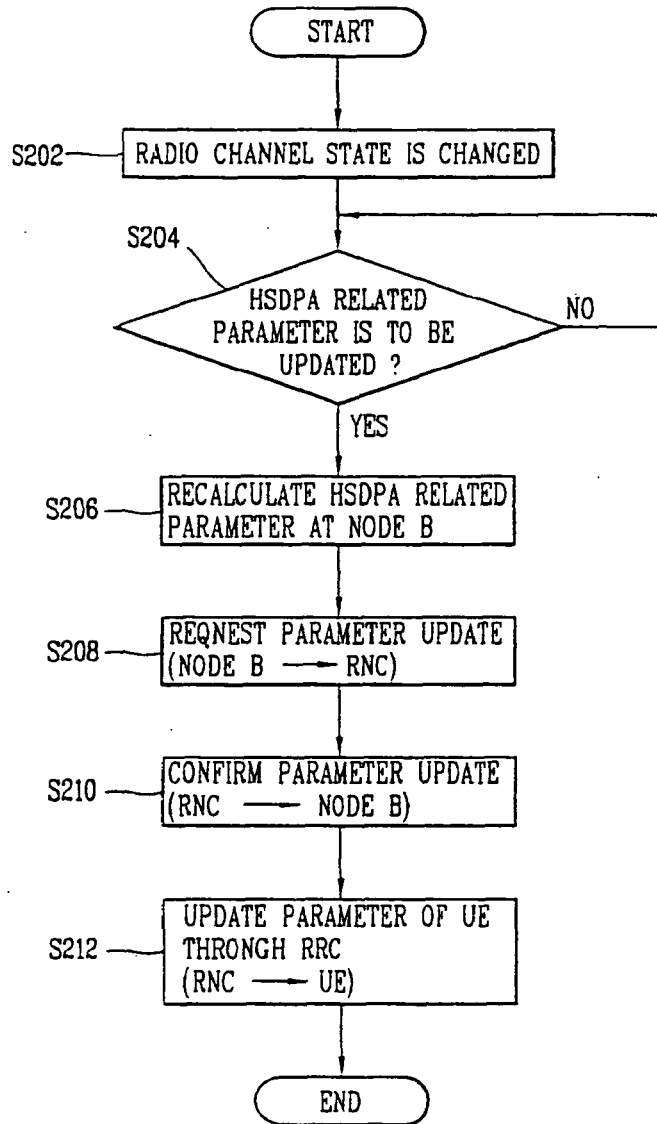 START
S202
RADIO CHANNEL STATE IS CHANGED
S204
HSDPA RELATED
PARAMETER IS TO BE
UPDATED ?
NO
YES
S206
RECALCULATE HSDPA RELATED
PARAMETER AT NODE B
S208
REQNEST PARAMETER UPDATE
(NODE B → RNC)
S210
CONFIRM PARAMETER UPDATE
(RNC → NODE B)
S212
UPDATE PARAMETER OF UE
THRONGH RRC
(RNC → UE)
END